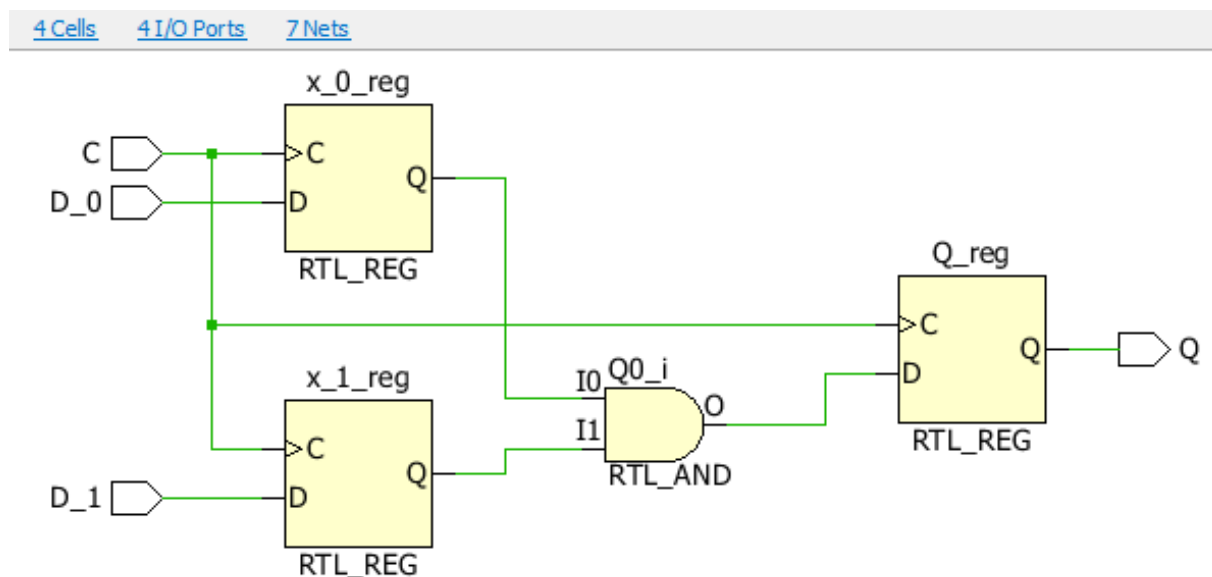 4 Cells 4 I/O Ports 7 Nets
x_0_reg
C
C
Q
D_0
D
RTL_REG
Q_reg
C
Q
Q
D
RTL_REG
x_1_reg
C
Q
D_1
D
RTL_REG
Q0_i
I0
O
I1
RTL_AND